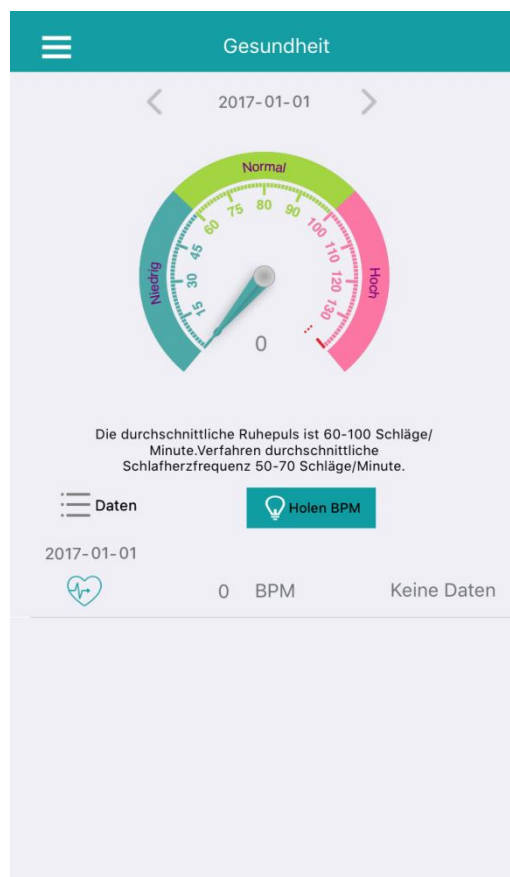 Gesundheit
2017-01-01
Normal
Niedrig
Hoch
15
30
45
60
75
80
90
100
110
120
130
...
0
Die durchschnittliche Ruhepuls ist 60-100 Schläge/
Minute.Verfahren durchschnittliche
Schlafherzfrequenz 50-70 Schläge/Minute.
Daten
Holen BPM
2017-01-01
0 BPM Keine Daten